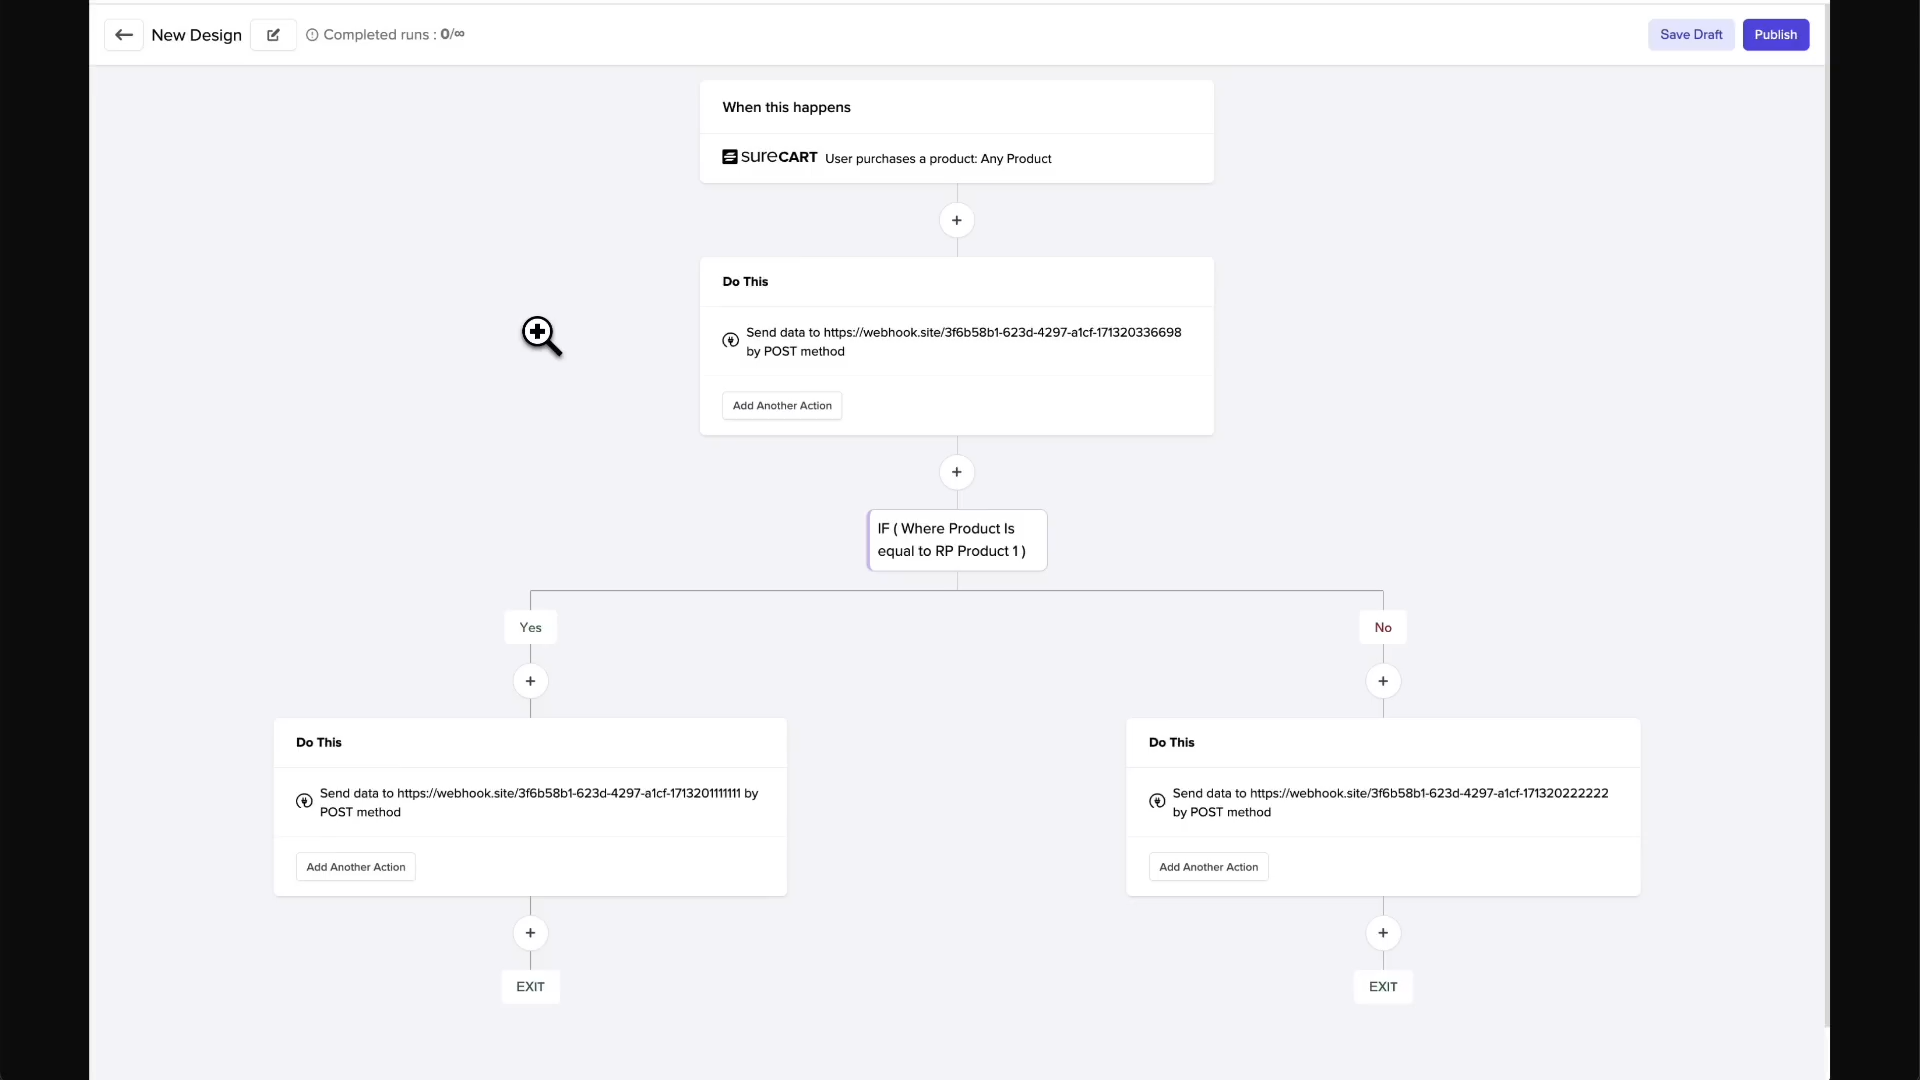 New Design
Completed runs : 0/∞
Save Draft
Publish
When this happens
SureCART User purchases a product: Any Product
+
Do This
Send data to https://webhook.site/3f6b58b1-623d-4297-a1cf-171320336698
by POST method
Add Another Action
+
IF ( Where Product Is
equal to RP Product 1 )
Yes
No
+
+
Do This
Send data to https://webhook.site/3f6b58b1-623d-4297-a1cf-1713201111111 by
POST method
Add Another Action
Do This
Send data to https://webhook.site/3f6b58b1-623d-4297-a1cf-171320222222
by POST method
Add Another Action
+
+
EXIT
EXIT